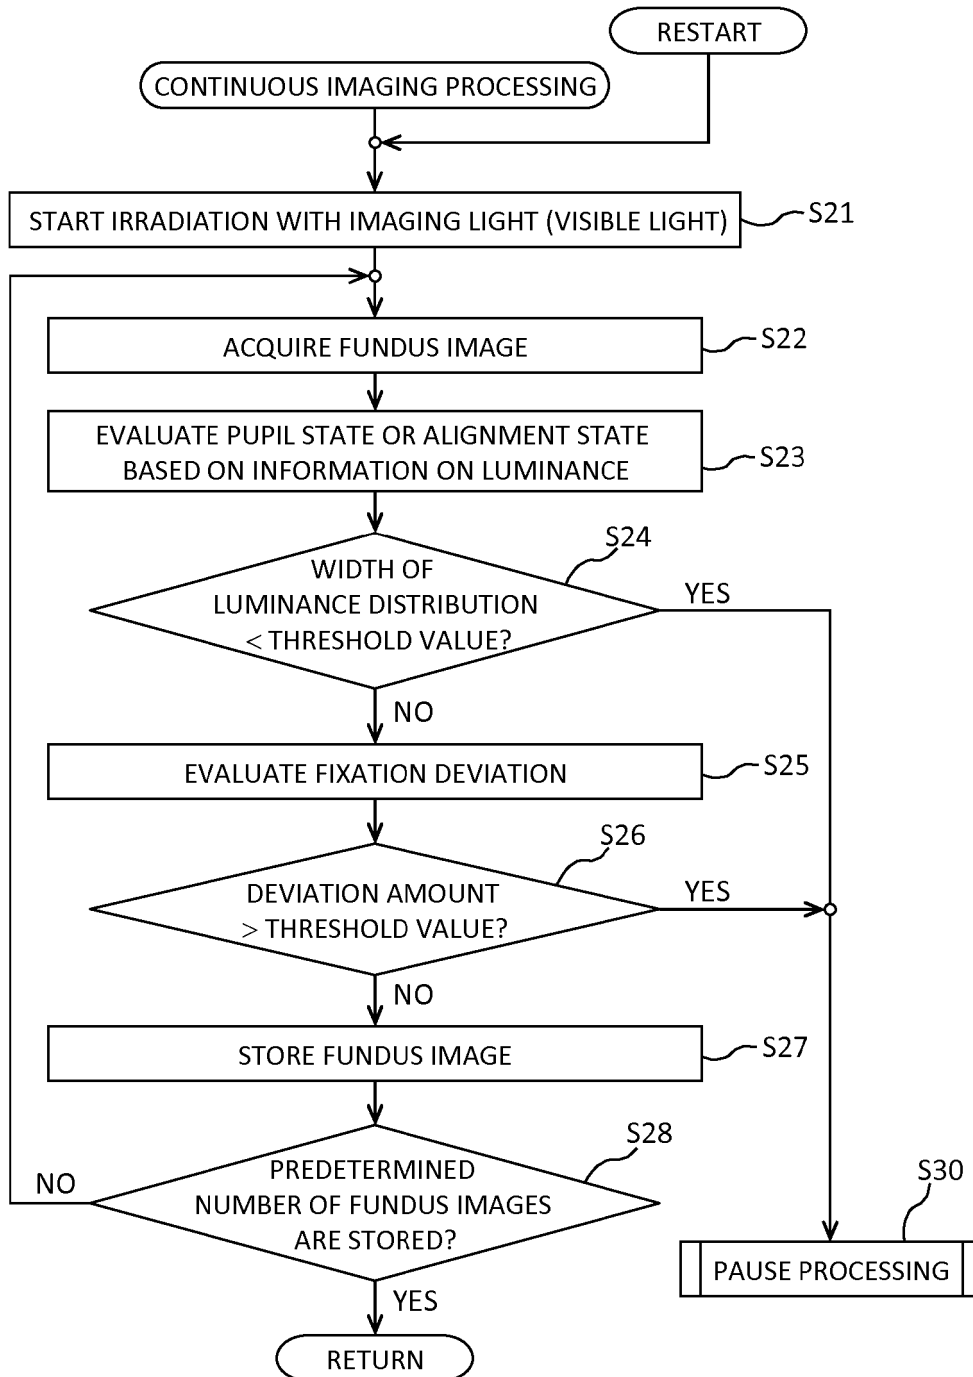 RESTART
CONTINUOUS IMAGING PROCESSING
START IRRADIATION WITH IMAGING LIGHT (VISIBLE LIGHT)
S21
ACQUIRE FUNDUS IMAGE
S22
EVALUATE PUPIL STATE OR ALIGNMENT STATE
BASED ON INFORMATION ON LUMINANCE
S23
S24
WIDTH OF
LUMINANCE DISTRIBUTION
< THRESHOLD VALUE?
YES
NO
EVALUATE FIXATION DEVIATION
S25
S26
DEVIATION AMOUNT
> THRESHOLD VALUE?
YES
NO
STORE FUNDUS IMAGE
S27
S28
PREDETERMINED
NUMBER OF FUNDUS IMAGES
ARE STORED?
NO
YES
S30
PAUSE PROCESSING
RETURN